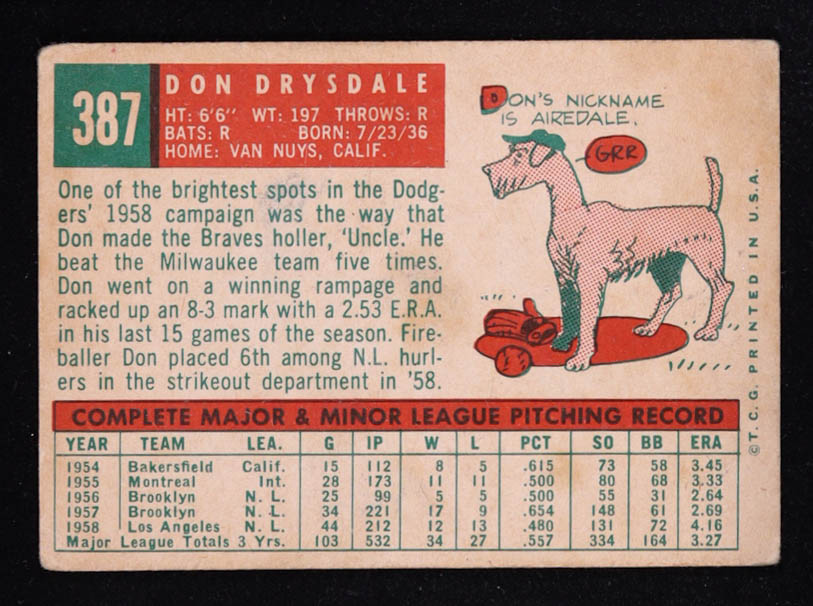 387
DON DRYSDALE
HT: 6'6" WT: 197 THROWS: R
BATS: R BORN: 7/23/36
HOME: VAN NUYS, CALIF.
DON'S NICKNAME
IS AIREDALE.
GRR
One of the brightest spots in the Dodg-
ers' 1958 campaign was the way that
Don made the Braves holler, 'Uncle.' He
beat the Milwaukee team five times.
Don went on a winning rampage and
racked up an 8-3 mark with a 2.53 E.R.A.
in his last 15 games of the season. Fire-
baller Don placed 6th among N.L. hurl-
ers in the strikeout department in '58.
COMPLETE MAJOR & MINOR LEAGUE PITCHING RECORD
YEAR TEAM LEA. G IP W L PCT SO BB ERA
1954 Bakersfield Calif. 15 112 8 5 .615 73 58 3.45
1955 Montreal Int. 28 173 11 11 .500 80 68 3.33
1956 Brooklyn N. L. 25 99 5 5 .500 55 31 2.64
1957 Brooklyn N. L. 34 221 17 9 .654 148 61 2.69
1958 Los Angeles N. L. 44 212 12 13 .480 131 72 4.16
Major League Totals 3 Yrs. 103 532 34 27 .557 334 164 3.27
©T.C.G. PRINTED IN U.S.A.